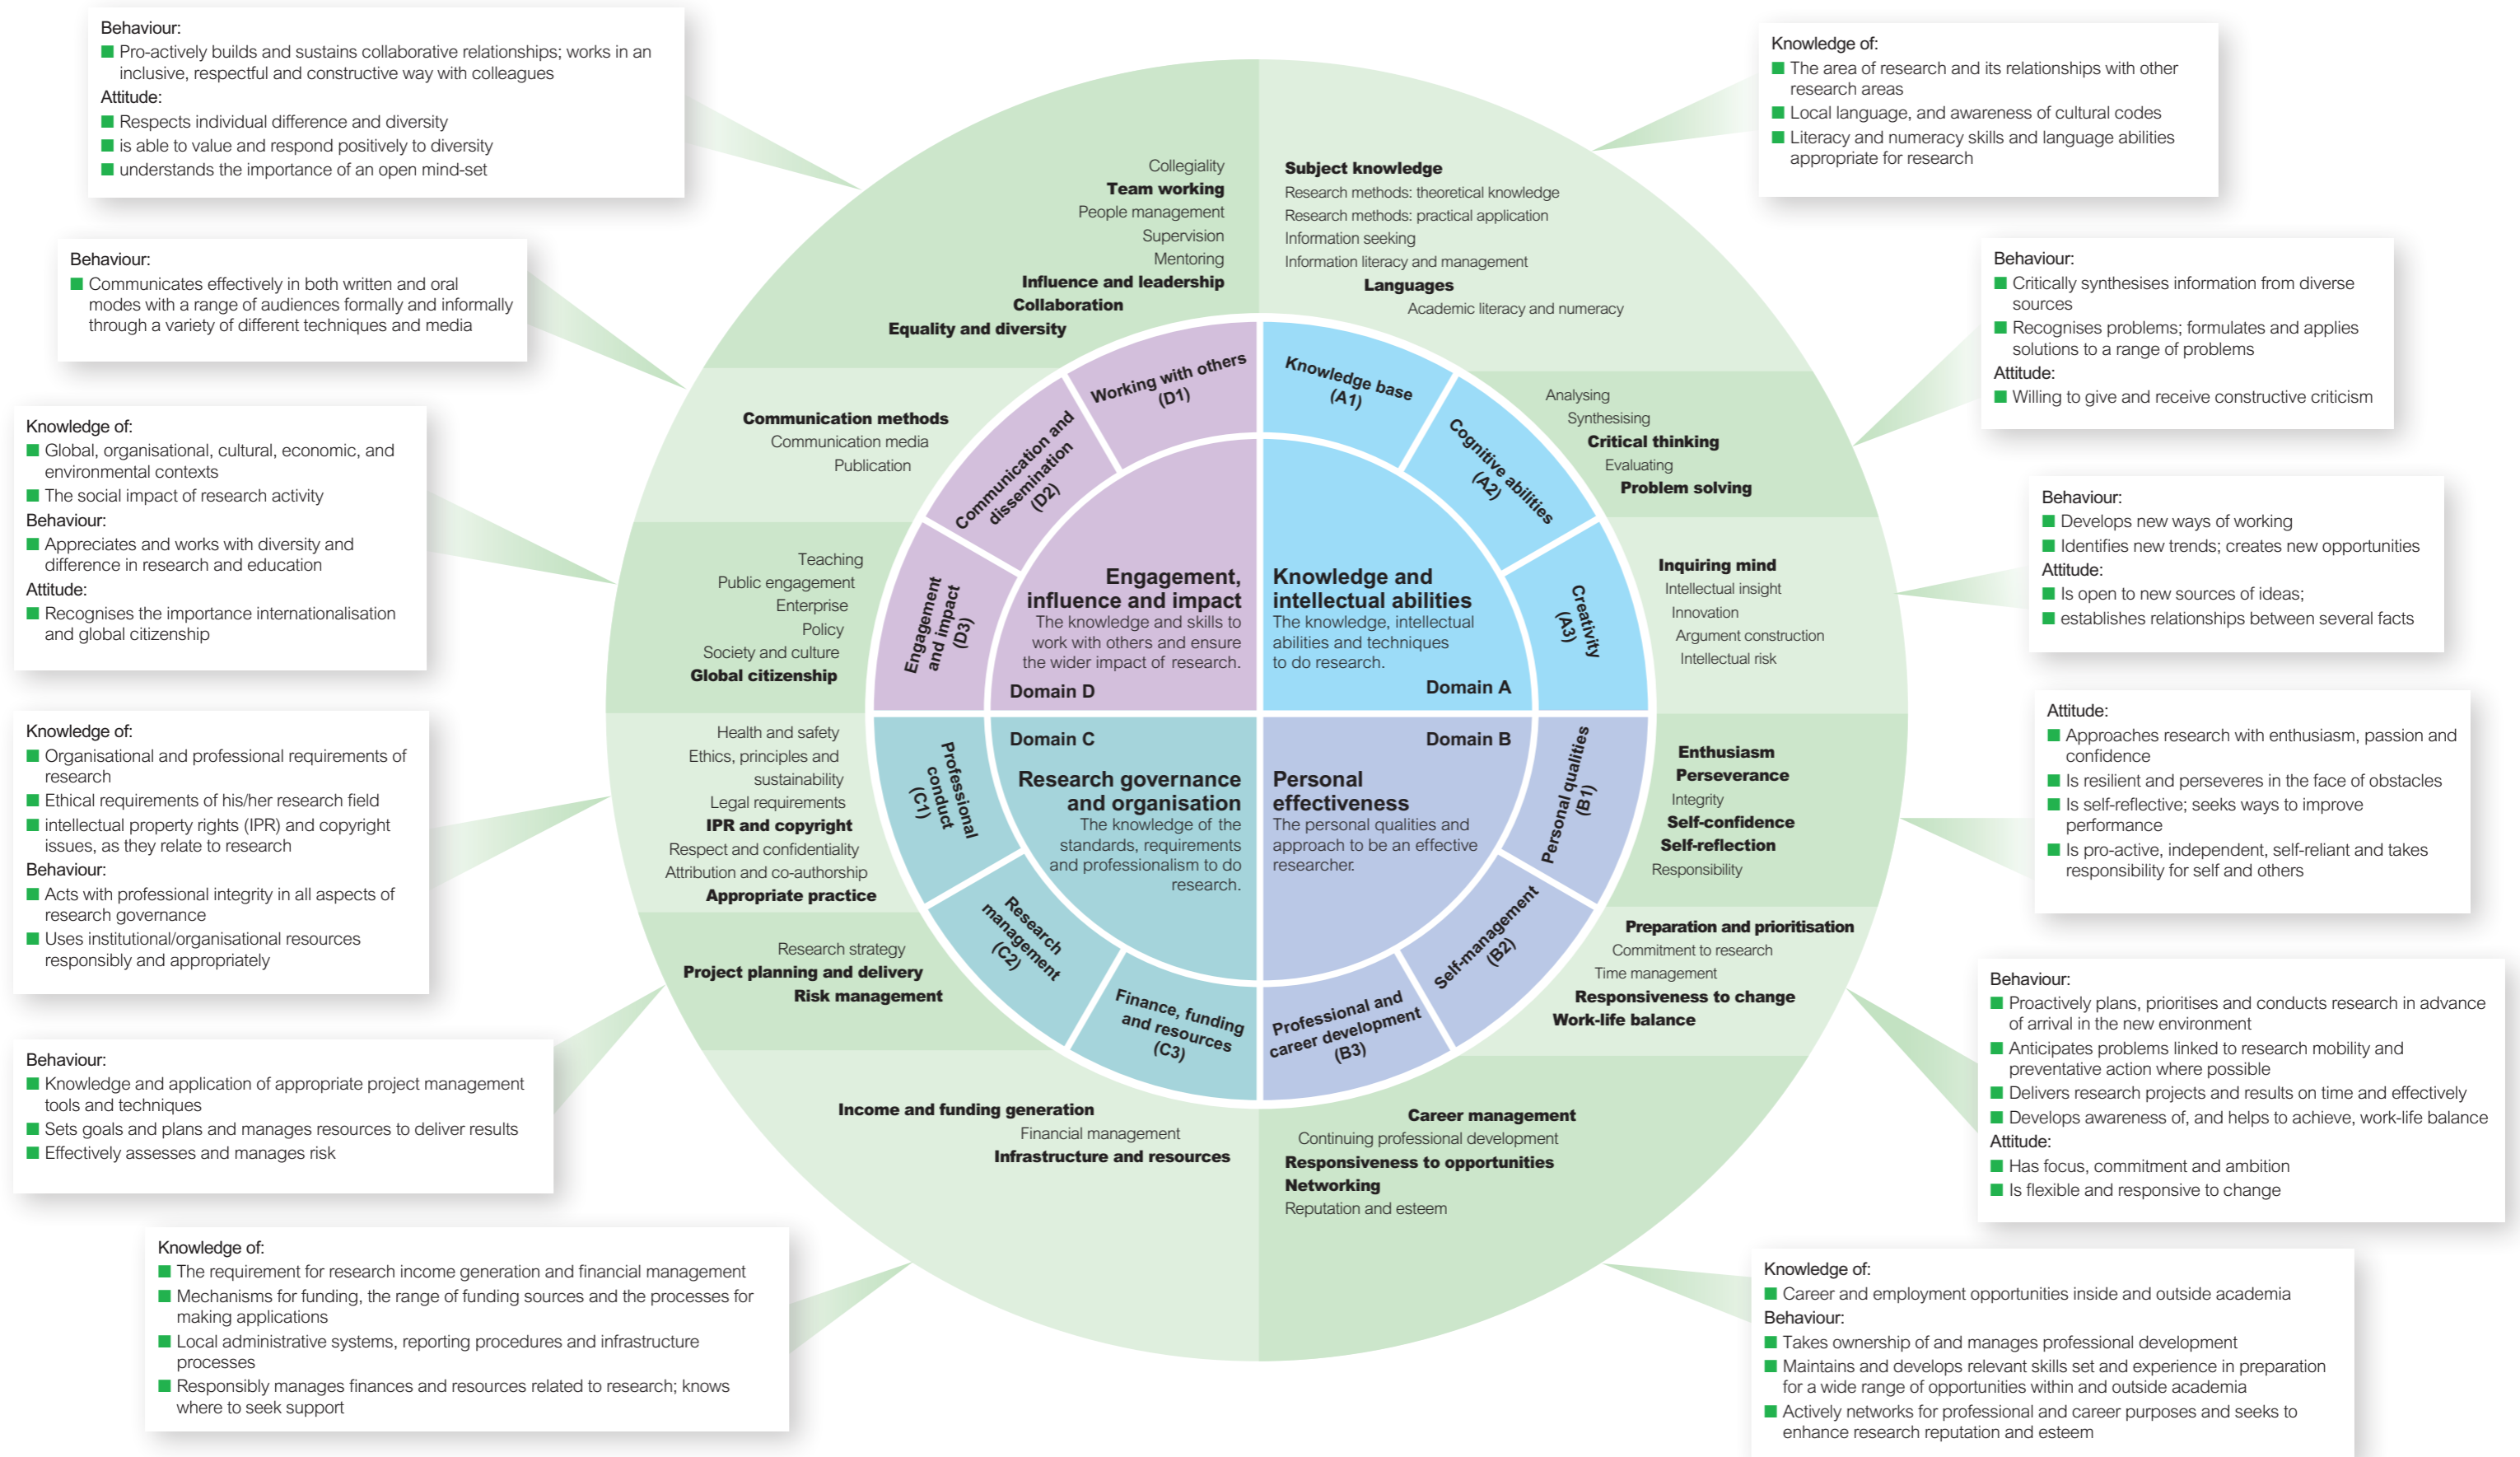 Behaviour:
Pro-actively builds and sustains collaborative relationships; works in an
inclusive, respectful and constructive way with colleagues
Attitude:
Respects individual difference and diversity
is able to value and respond positively to diversity
understands the importance of an open mind-set
Behaviour:
Communicates effectively in both written and oral
modes with a range of audiences formally and informally
through a variety of different techniques and media
Knowledge of:
Global, organisational, cultural, economic, and
environmental contexts
The social impact of research activity
Behaviour:
Appreciates and works with diversity and
difference in research and education
Attitude:
Recognises the importance internationalisation
and global citizenship
Knowledge of:
Organisational and professional requirements of
research
Ethical requirements of his/her research field
intellectual property rights (IPR) and copyright
issues, as they relate to research
Behaviour:
Acts with professional integrity in all aspects of
research governance
Uses institutional/organisational resources
responsibly and appropriately
Behaviour:
Knowledge and application of appropriate project management
tools and techniques
Sets goals and plans and manages resources to deliver results
Effectively assesses and manages risk
Knowledge of:
The requirement for research income generation and financial management
Mechanisms for funding, the range of funding sources and the processes for
making applications
Local administrative systems, reporting procedures and infrastructure
processes
Responsibly manages finances and resources related to research; knows
where to seek support
Collegiality
Team working
People management
Supervision
Mentoring
Influence and leadership
Collaboration
Equality and diversity
Communication methods
Communication media
Publication
Teaching
Public engagement
Enterprise
Policy
Society and culture
Global citizenship
Health and safety
Ethics, principles and
sustainability
Legal requirements
IPR and copyright
Respect and confidentiality
Attribution and co-authorship
Appropriate practice
Research strategy
Project planning and delivery
Risk management
Income and funding generation
Financial management
Infrastructure and resources
Working with others
(D1)
Communication and
dissemination
(D2)
Engagement
and impact
(D3)
Professional
conduct
(C1)
Research
management
(C2)
Finance, funding
and resources
(C3)
Engagement,
influence and impact
The knowledge and skills to
work with others and ensure
the wider impact of research.
Domain D
Knowledge and
intellectual abilities
The knowledge, intellectual
abilities and techniques
to do research.
Domain A
Domain C
Research governance
and organisation
The knowledge of the
standards, requirements
and professionalism to do
research.
Domain B
Personal
effectiveness
The personal qualities and
approach to be an effective
researcher.
Knowledge base
(A1)
Cognitive abilities
(A2)
Creativity
(A3)
Personal qualities
(B1)
Self-management
(B2)
Professional and
career development
(B3)
Subject knowledge
Research methods: theoretical knowledge
Research methods: practical application
Information seeking
Information literacy and management
Languages
Academic literacy and numeracy
Analysing
Synthesising
Critical thinking
Evaluating
Problem solving
Inquiring mind
Intellectual insight
Innovation
Argument construction
Intellectual risk
Enthusiasm
Perseverance
Integrity
Self-confidence
Self-reflection
Responsibility
Preparation and prioritisation
Commitment to research
Time management
Responsiveness to change
Work-life balance
Career management
Continuing professional development
Responsiveness to opportunities
Networking
Reputation and esteem
Knowledge of:
The area of research and its relationships with other
research areas
Local language, and awareness of cultural codes
Literacy and numeracy skills and language abilities
appropriate for research
Behaviour:
Critically synthesises information from diverse
sources
Recognises problems; formulates and applies
solutions to a range of problems
Attitude:
Willing to give and receive constructive criticism
Behaviour:
Develops new ways of working
Identifies new trends; creates new opportunities
Attitude:
Is open to new sources of ideas;
establishes relationships between several facts
Attitude:
Approaches research with enthusiasm, passion and
confidence
Is resilient and perseveres in the face of obstacles
Is self-reflective; seeks ways to improve
performance
Is pro-active, independent, self-reliant and takes
responsibility for self and others
Behaviour:
Proactively plans, prioritises and conducts research in advance
of arrival in the new environment
Anticipates problems linked to research mobility and
preventative action where possible
Delivers research projects and results on time and effectively
Develops awareness of, and helps to achieve, work-life balance
Attitude:
Has focus, commitment and ambition
Is flexible and responsive to change
Knowledge of:
Career and employment opportunities inside and outside academia
Behaviour:
Takes ownership of and manages professional development
Maintains and develops relevant skills set and experience in preparation
for a wide range of opportunities within and outside academia
Actively networks for professional and career purposes and seeks to
enhance research reputation and esteem